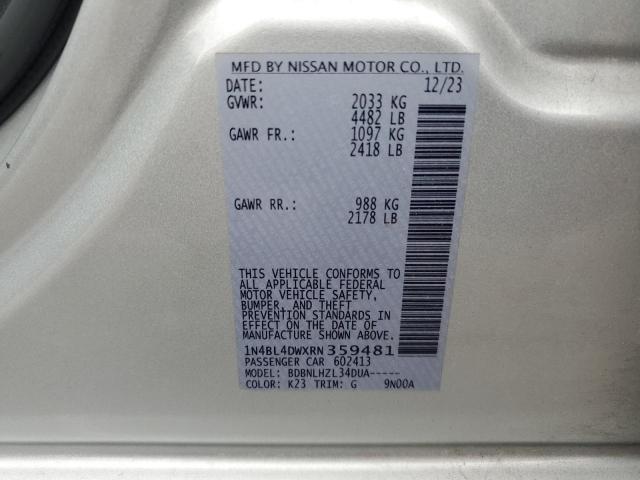 MFD BY NISSAN MOTOR CO., LTD.
DATE: 12/23
GVWR: 2033 KG
4482 LB
GAWR FR.: 1097 KG
2418 LB
GAWR RR.: 988 KG
2178 LB
THIS VEHICLE CONFORMS TO
ALL APPLICABLE FEDERAL
MOTOR VEHICLE SAFETY,
BUMPER, AND THEFT
PREVENTION STANDARDS IN
EFFECT ON THE DATE OF
MANUFACTURE SHOWN ABOVE.
1N4BL4DWXRN359481
PASSENGER CAR 602413
MODEL: BDBNLHZL34DUA-----
COLOR: K23 TRIM: G 9N00A